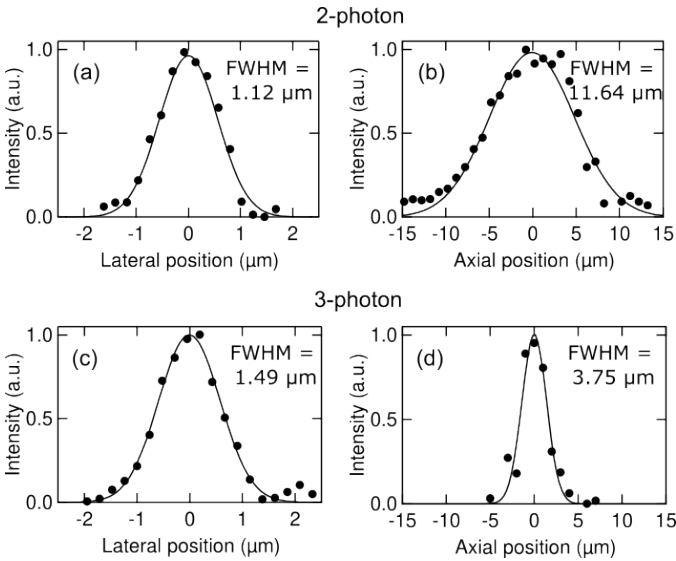 2-photon
1.0
0.5
0.0
Intensity (a.u.)
(a)
FWHM =
1.12 μm
-2 -1 0 1 2
Lateral position (μm)
1.0
0.5
0.0
Intensity (a.u.)
(b)
FWHM =
11.64 μm
-15 -10 -5 0 5 10 15
Axial position (μm)
3-photon
1.0
0.5
0.0
Intensity (a.u.)
(c)
FWHM =
1.49 μm
-2 -1 0 1 2
Lateral position (μm)
1.0
0.5
0.0
Intensity (a.u.)
(d)
FWHM =
3.75 μm
-15 -10 -5 0 5 10 15
Axial position (μm)